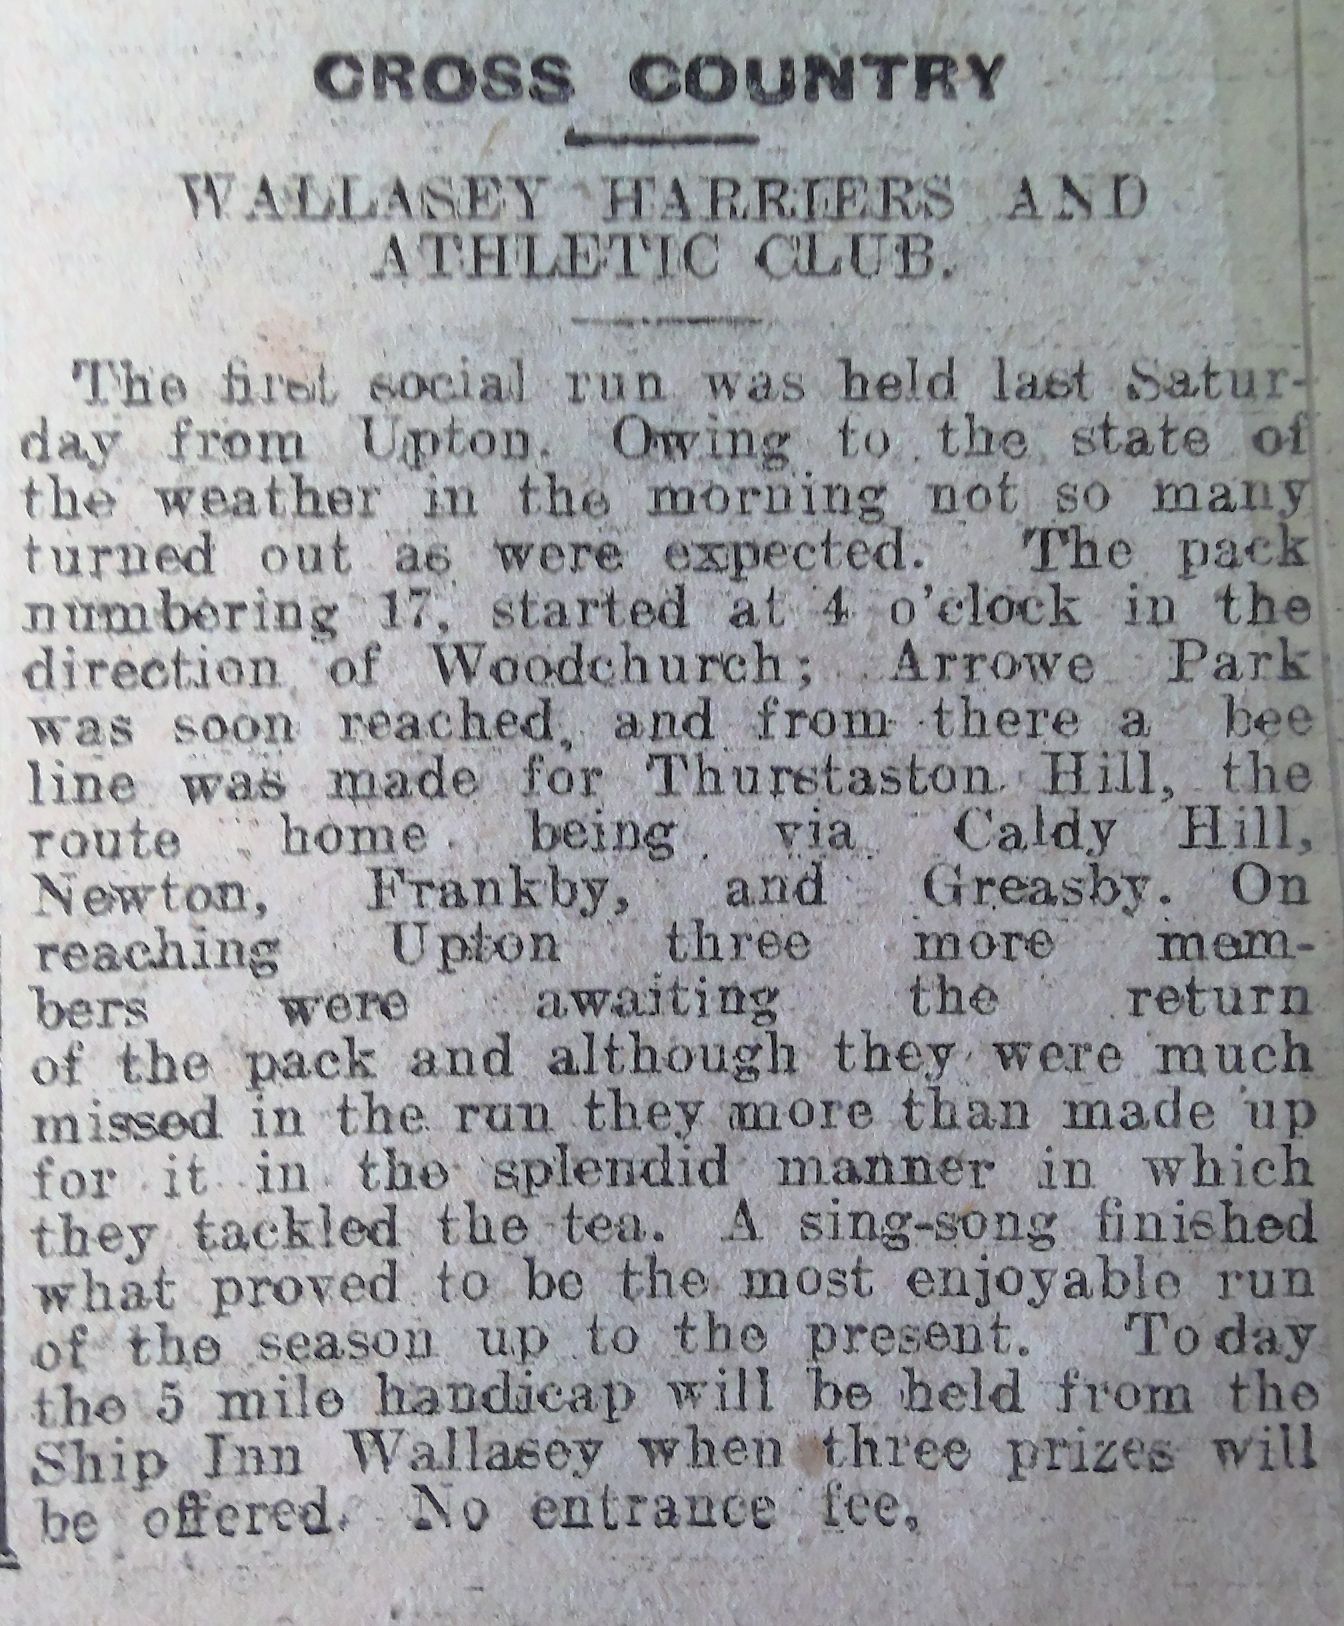 CROSS COUNTRY
WALLASEY HARRIERS AND
ATHLETIC CLUB.
The first social run was held last Satur-
day from Upton. Owing to the state of
the weather in the morning not so many
turned out as were expected. The pack
numbering 17, started at 4 o'clock in the
direction of Woodchurch; Arrowe Park
was soon reached, and from there a bee
line was made for Thurstaston Hill, the
route home being via Caldy Hill,
Newton, Frankby, and Greasby. On
reaching Upton three more mem-
bers were awaiting the return
of the pack and although they were much
missed in the run they more than made up
for it in the splendid manner in which
they tackled the tea. A sing-song finished
what proved to be the most enjoyable run
of the season up to the present. To day
the 5 mile handicap will be held from the
Ship Inn Wallasey when three prizes will
be offered. No entrance fee.